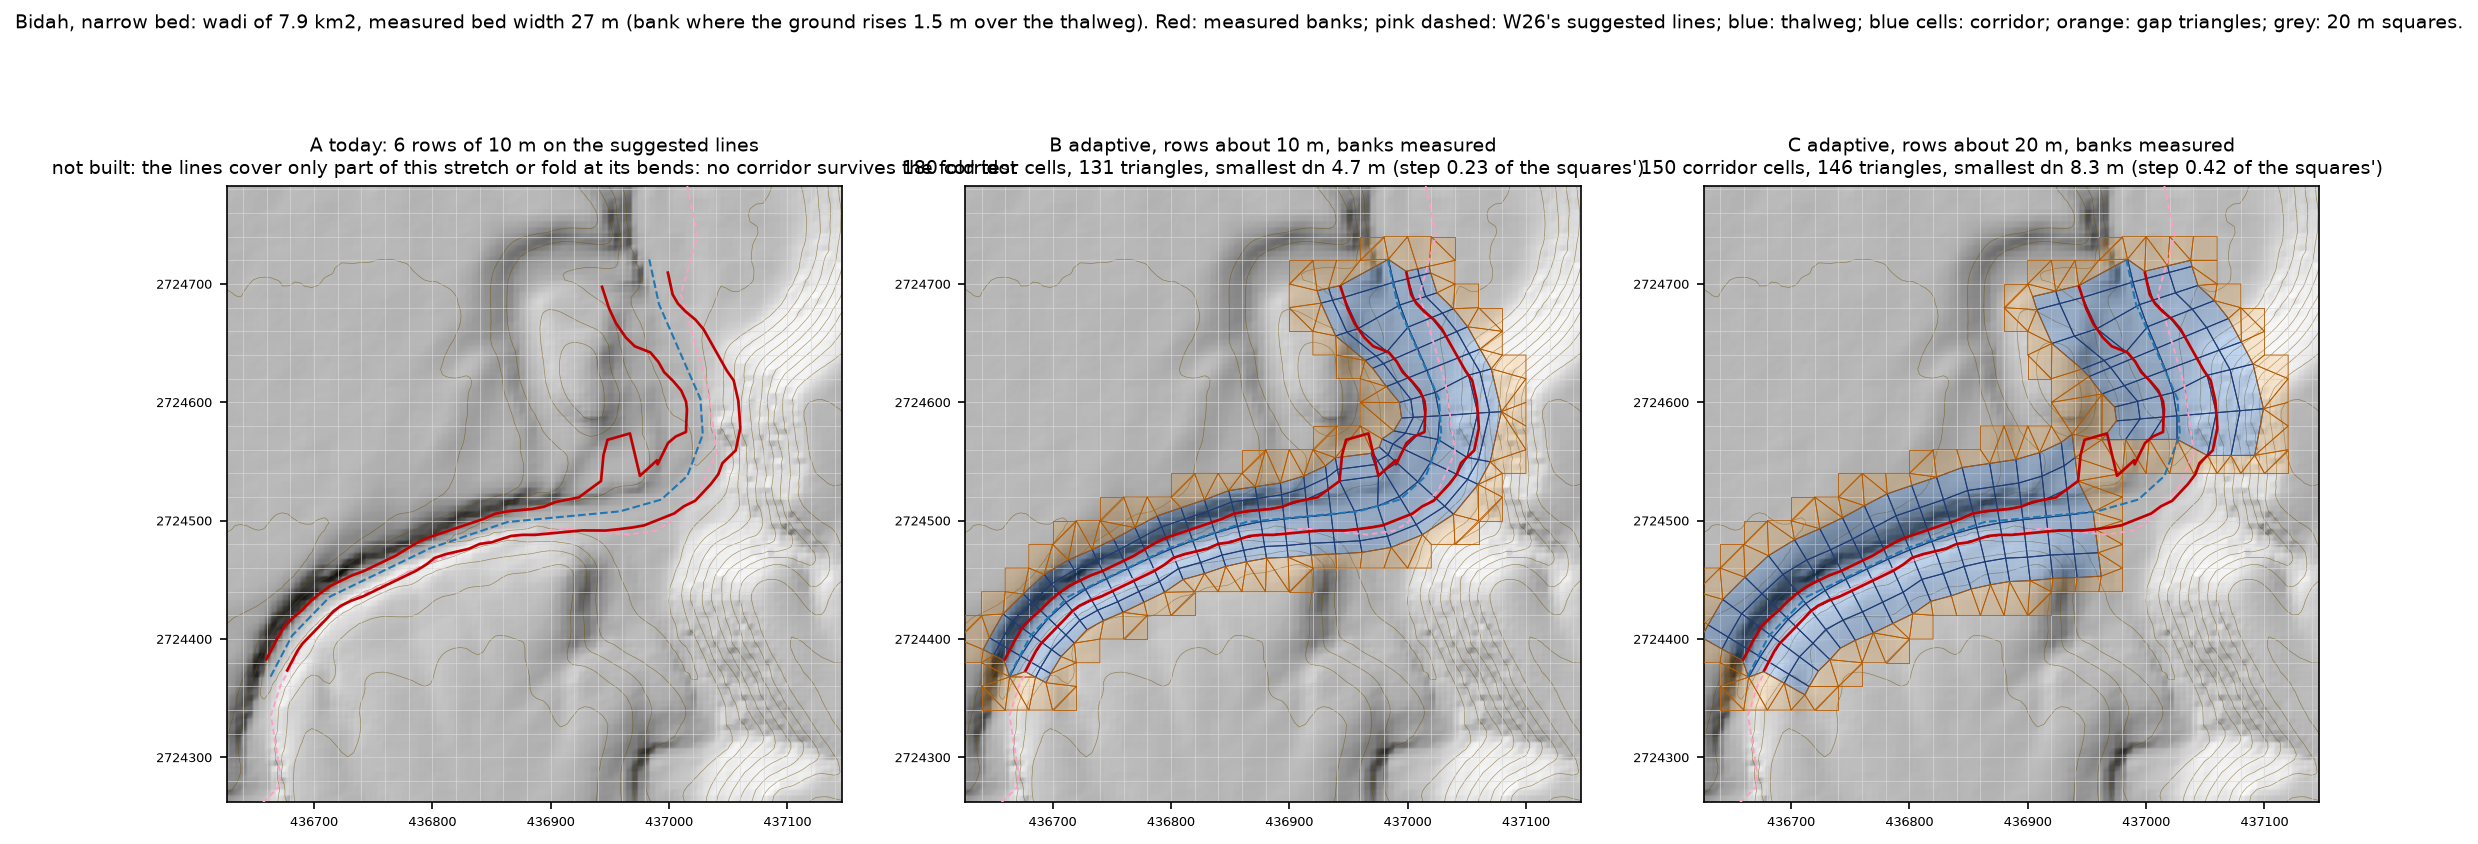 Bidah, narrow bed: wadi of 7.9 km2, measured bed width 27 m (bank where the ground rises 1.5 m over the thalweg). Red: measured banks; pink dashed: W26's suggested lines; blue: thalweg; blue cells: corridor; orange: gap triangles; grey: 20 m squares.
A today: 6 rows of 10 m on the suggested lines
not built: the lines cover only part of this stretch or fold at its bends: no corridor survives the fold test
2724700
2724600
2724500
2724400
2724300
436700 436800 436900 437000 437100
B adaptive, rows about 10 m, banks measured
180 corridor cells, 131 triangles, smallest dn 4.7 m (step 0.23 of the squares')
2724700
2724600
2724500
2724400
2724300
436700 436800 436900 437000 437100
C adaptive, rows about 20 m, banks measured
150 corridor cells, 146 triangles, smallest dn 8.3 m (step 0.42 of the squares')
2724700
2724600
2724500
2724400
2724300
436700 436800 436900 437000 437100